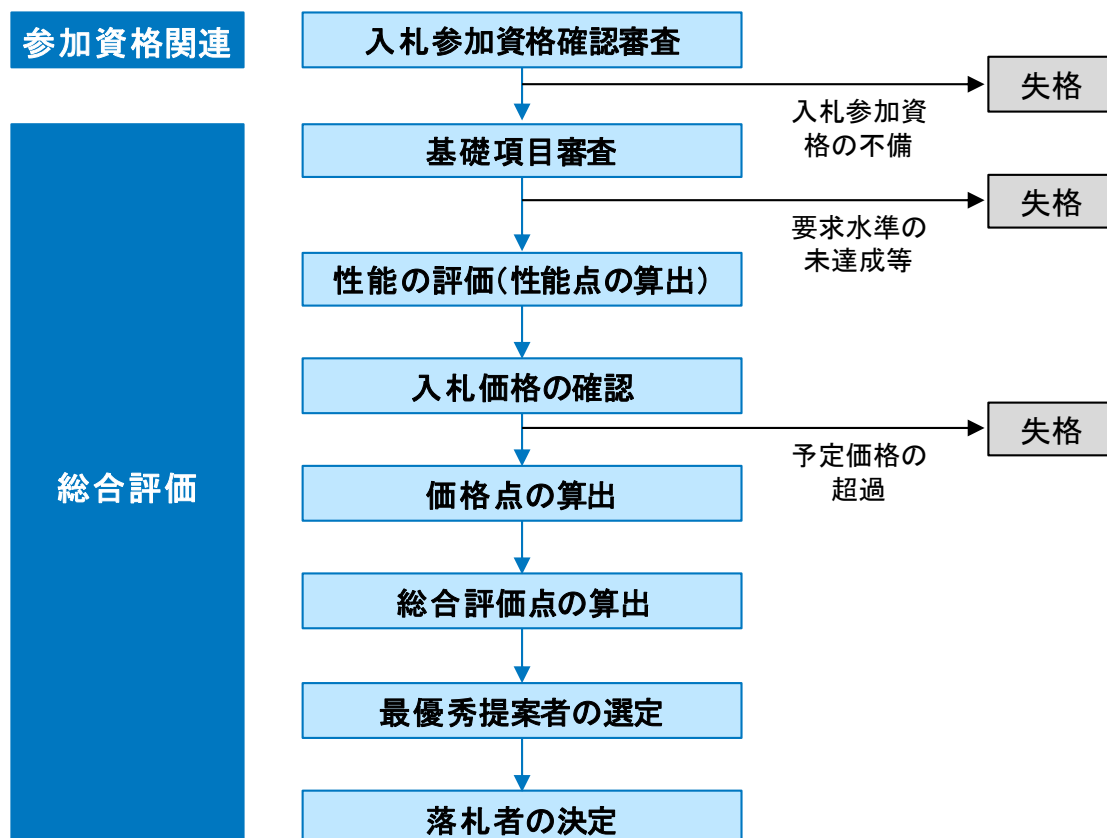 参加資格関連
入札参加資格確認審査
失格
入札参加資
格の不備
総合評価
基礎項目審査
失格
要求水準の
未達成等
性能の評価（性能点の算出）
入札価格の確認
失格
予定価格の
超過
価格点の算出
総合評価点の算出
最優秀提案者の選定
落札者の決定